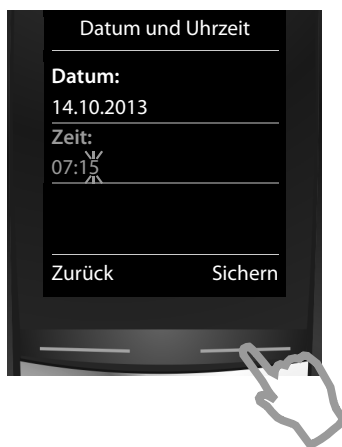 Datum und Uhrzeit
Datum:
14.10.2013
Zeit:
07:15
Zurück Sichern